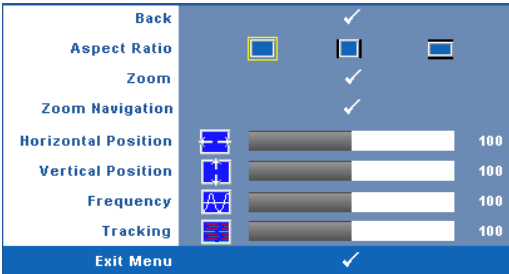 Back
Aspect Ratio
Zoom
Zoom Navigation
Horizontal Position 100
Vertical Position 100
Frequency 100
Tracking 100
Exit Menu